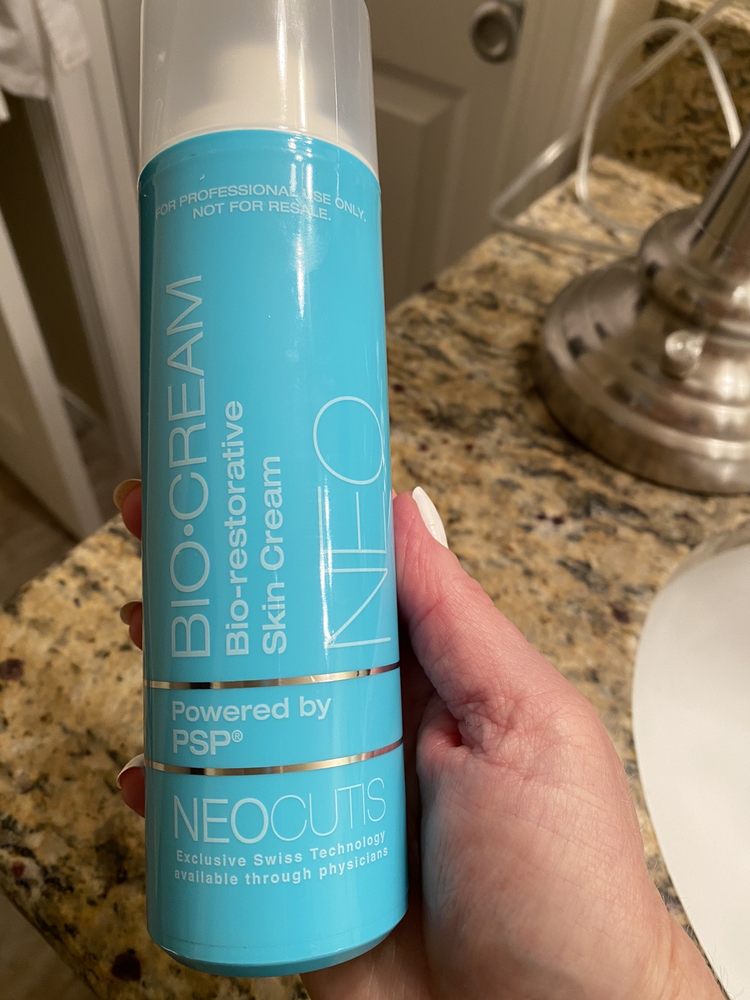 FOR PROFESSIONAL USE ONLY.
NOT FOR RESALE.
BIO•CREAM
Bio-restorative
Skin Cream
NEO
Powered by
PSP®
NEOCUTIS
Exclusive Swiss Technology
available through physicians